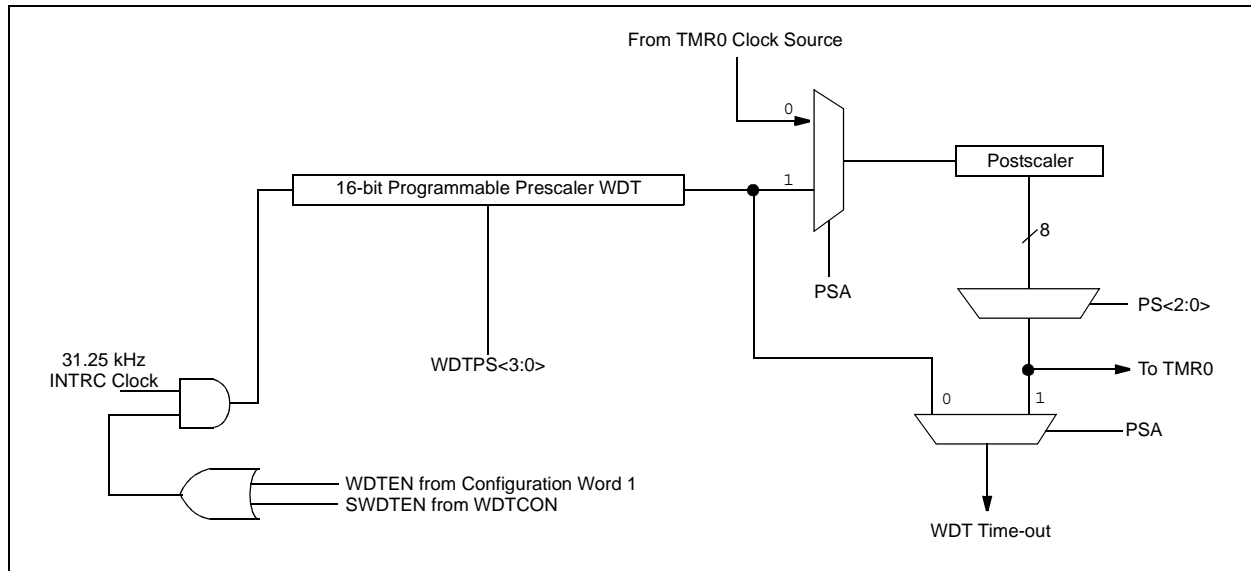 From TMR0 Clock Source
0
Postscaler
16-bit Programmable Prescaler WDT
1
8
PSA
PS<2:0>
31.25 kHz
INTRC Clock
WDTPS<3:0>
To TMR0
0
1
PSA
WDTEN from Configuration Word 1
SWDTEN from WDTCON
WDT Time-out